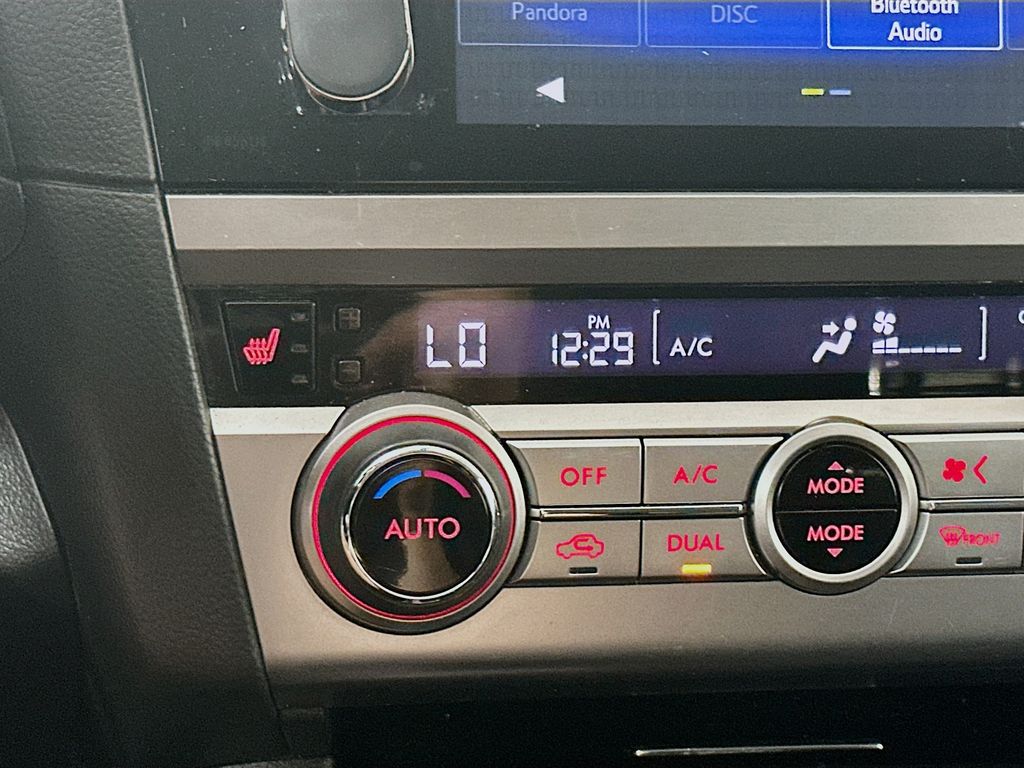 Pandora
DISC
Bluetooth
Audio
LO
PM
12:29
A/C
OFF
A/C
MODE
AUTO
MODE
DUAL
FRONT